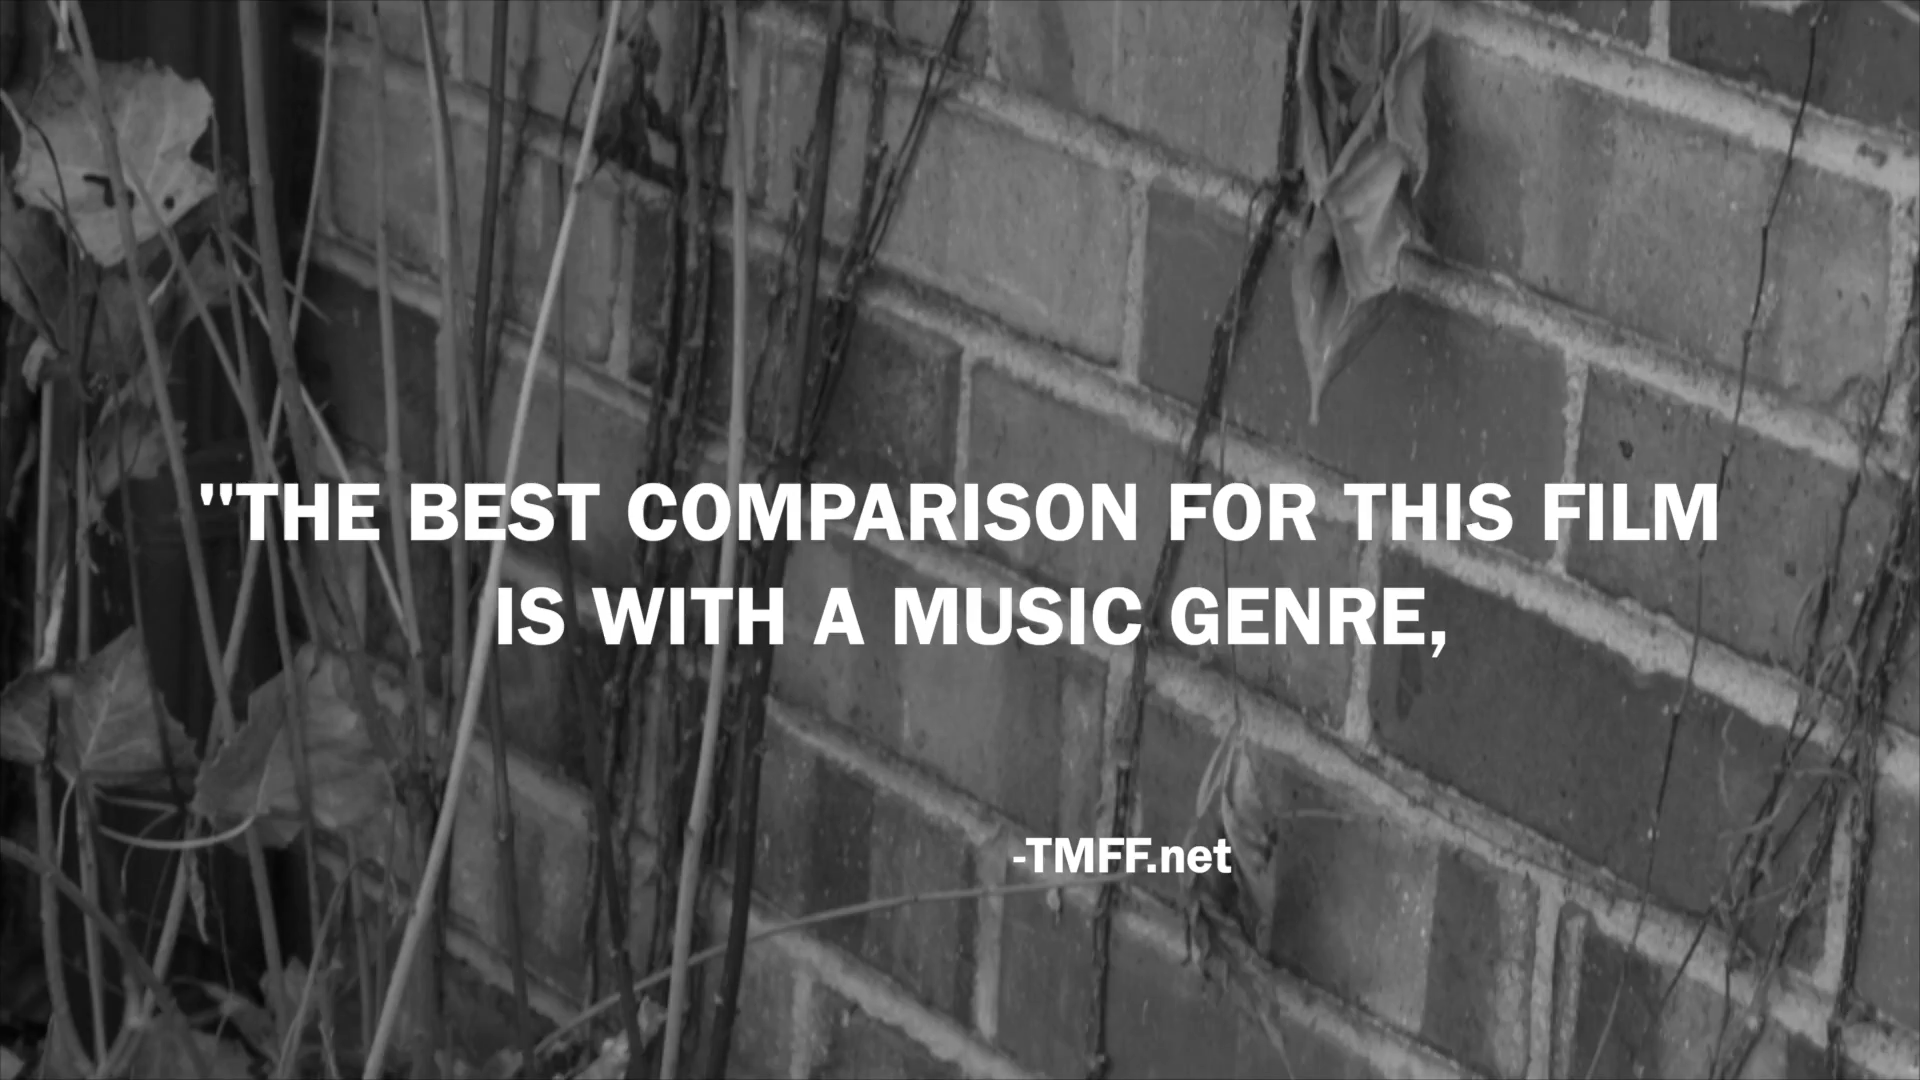 "THE BEST COMPARISON FOR THIS FILM
IS WITH A MUSIC GENRE,
-TMFF.net